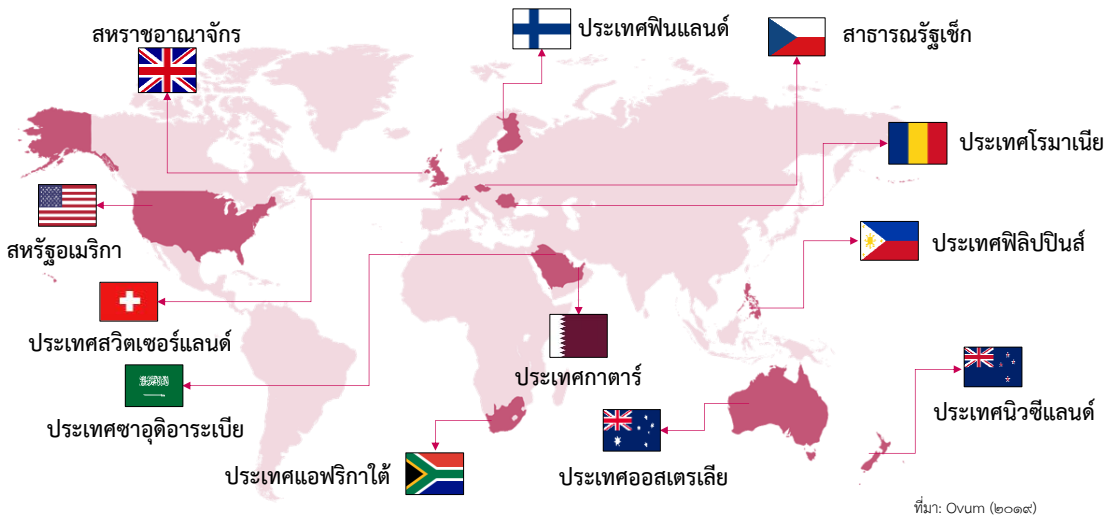 สหราชอาณาจักร
ประเทศฟินแลนด์
สาธารณรัฐเช็ก
ประเทศโรมาเนีย
สหรัฐอเมริกา
ประเทศฟิลิปปินส์
ประเทศสวิตเซอร์แลนด์
ประเทศกาตาร์
ประเทศซาอุดิอาระเบีย
ประเทศนิวซีแลนด์
ประเทศแอฟริกาใต้
ประเทศออสเตรเลีย
ที่มา: Ovum (๒๐๑๙)